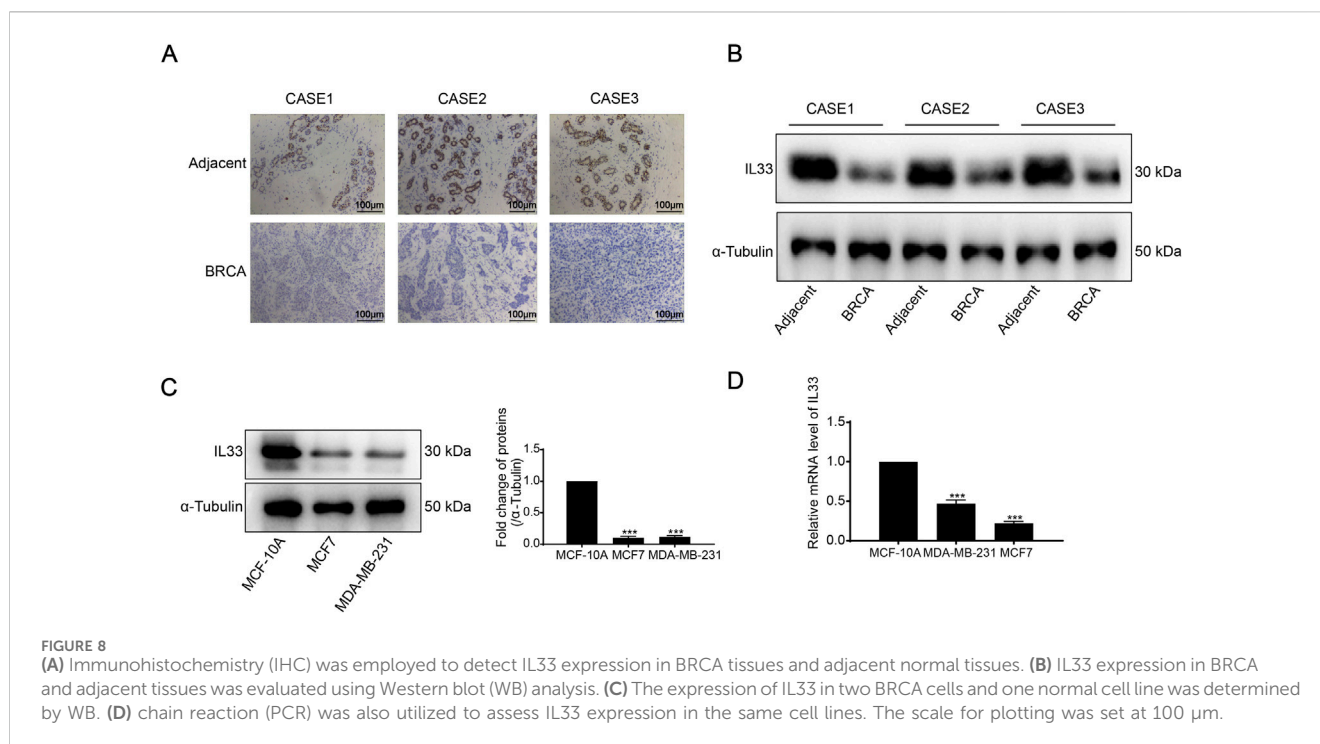 A
CASE1 CASE2 CASE3
Adjacent
100μm 100μm 100μm
BRCA
100μm 100μm 100μm
B
CASE1 CASE2 CASE3
IL33 30 kDa
α-Tubulin 50 kDa
Adjacent BRCA Adjacent BRCA Adjacent BRCA
C
IL33 30 kDa
α-Tubulin 50 kDa
MCF-10A MCF7 MDA-MB-231
Fold change of proteins
(/α-Tubulin)
1.5
1.0
0.5
0.0
*** ***
MCF-10A MCF7 MDA-MB-231
D
Relative mRNA level of IL33
1.5
1.0
0.5
0.0
*** ***
MCF-10A MDA-MB-231 MCF7
FIGURE 8
(A) Immunohistochemistry (IHC) was employed to detect IL33 expression in BRCA tissues and adjacent normal tissues. (B) IL33 expression in BRCA
and adjacent tissues was evaluated using Western blot (WB) analysis. (C) The expression of IL33 in two BRCA cells and one normal cell line was determined
by WB. (D) chain reaction (PCR) was also utilized to assess IL33 expression in the same cell lines. The scale for plotting was set at 100 μm.